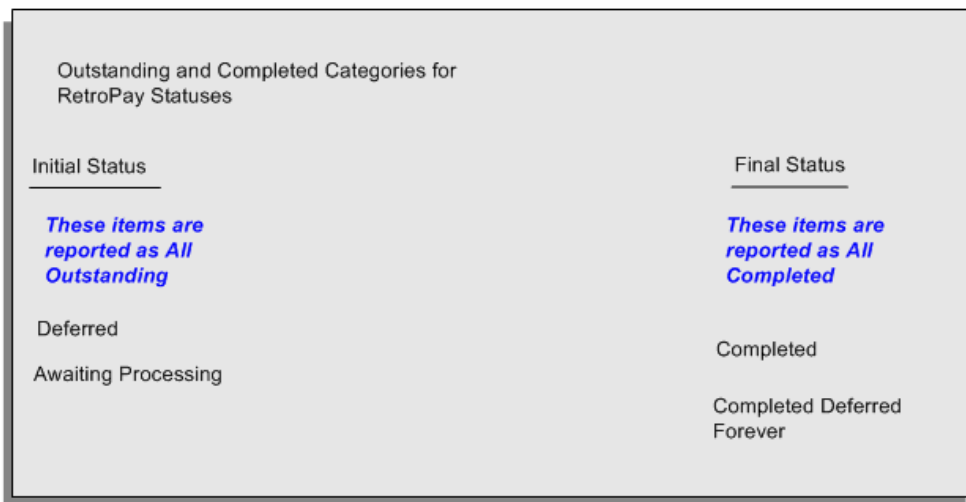 Outstanding and Completed Categories for
RetroPay Statuses
Initial Status
These items are
reported as All
Outstanding
Deferred
Awaiting Processing
Final Status
These items are
reported as All
Completed
Completed
Completed Deferred
Forever